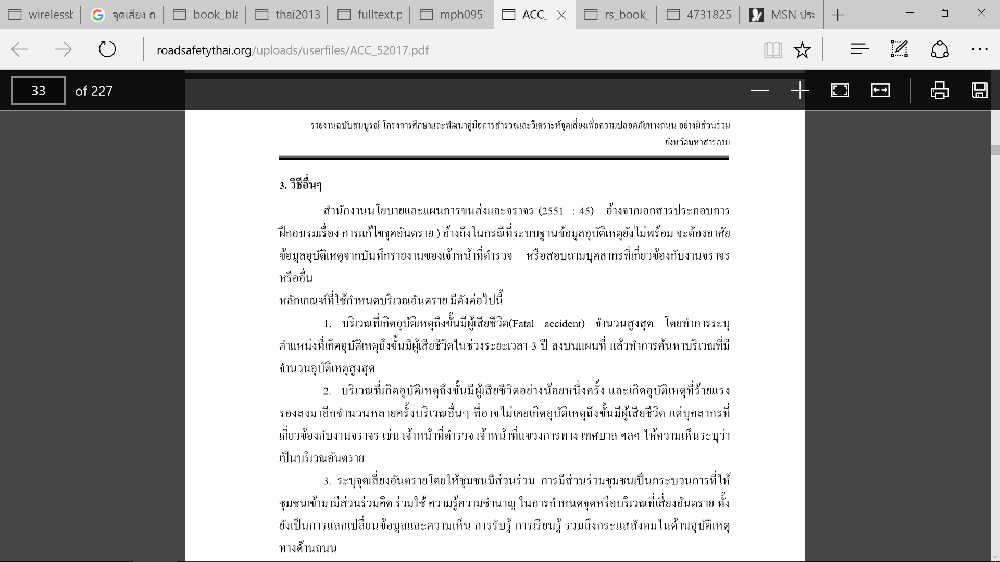 wirelessb
จุดเสี่ยง ถ
book_bla
thai2013
fulltext.p
mph095
ACC_
rs_book_
4731825
MSN ประ
roadsafetythai.org/uploads/userfiles/ACC_52017.pdf
33 of 227
รายงานฉบับสมบูรณ์ โครงการศึกษาและพัฒนาคู่มือการสำรวจและวิเคราะห์จุดเสี่ยงเพื่อความปลอดภัยทางถนน อย่างมีส่วนร่วม
จังหวัดมหาสารคาม
3. วิธีอื่นๆ
สำนักงานนโยบายและแผนการขนส่งและจราจร (2551 : 45) อ้างจากเอกสารประกอบการ
ฝึกอบรมเรื่อง การแก้ไขจุดอันตราย ) อ้างถึงในกรณีที่ระบบฐานข้อมูลอุบัติเหตุยังไม่พร้อม จะต้องอาศัย
ข้อมูลอุบัติเหตุจากบันทึกรายงานของเจ้าหน้าที่ตำรวจ หรือสอบถามบุคลากรที่เกี่ยวข้องกับงานจราจร
หรืออื่น
หลักเกณฑ์ที่ใช้กำหนดบริเวณอันตราย มีดังต่อไปนี้
1. บริเวณที่เกิดอุบัติเหตุถึงขั้นมีผู้เสียชีวิต(Fatal accident) จำนวนสูงสุด โดยทำการระบุ
ตำแหน่งที่เกิดอุบัติเหตุถึงขั้นมีผู้เสียชีวิตในช่วงระยะเวลา 3 ปี ลงบนแผนที่ แล้วทำการค้นหาบริเวณที่มี
จำนวนอุบัติเหตุสูงสุด
2. บริเวณที่เกิดอุบัติเหตุถึงขั้นมีผู้เสียชีวิตอย่างน้อยหนึ่งครั้ง และเกิดอุบัติเหตุที่ร้ายแรง
รองลงมาอีกจำนวนหลายครั้งบริเวณอื่นๆ ที่อาจไม่เคยเกิดอุบัติเหตุถึงขั้นมีผู้เสียชีวิต แต่บุคลากรที่
เกี่ยวข้องกับงานจราจร เช่น เจ้าหน้าที่ตำรวจ เจ้าหน้าที่แขวงการทาง เทศบาล ฯลฯ ให้ความเห็นระบุว่า
เป็นบริเวณอันตราย
3. ระบุจุดเสี่ยงอันตรายโดยให้ชุมชนมีส่วนร่วม การมีส่วนร่วมชุมชนเป็นกระบวนการที่ให้
ชุมชนเข้ามามีส่วนร่วมคิด ร่วมใช้ ความรู้ความชำนาญ ในการกำหนดจุดหรือบริเวณที่เสี่ยงอันตราย ทั้ง
ยังเป็นการแลกเปลี่ยนข้อมูลและความเห็น การรับรู้ การเรียนรู้ รวมถึงกระแสสังคมในด้านอุบัติเหตุ
ทางด้านถนน